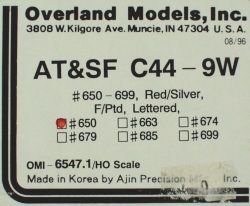 Overland Models, Inc.
3808 W. Kilgore Ave. Muncie, IN 47304 U. S. A.
08/96
AT&SF C44-9W
#650-699, Red/Silver,
F/Ptd, Lettered,
#650 #663 #674
#679 #685 #699
OMI-6547.1/HO Scale
Made in Korea by Ajin Precision